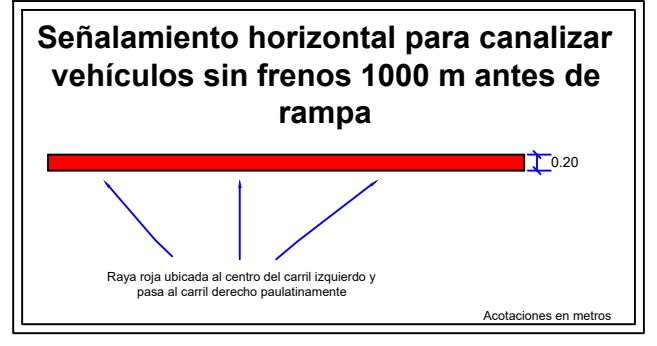 Señalamiento horizontal para canalizar
vehículos sin frenos 1000 m antes de
rampa
0.20
Raya roja ubicada al centro del carril izquierdo y
pasa al carril derecho paulatinamente
Acotaciones en metros